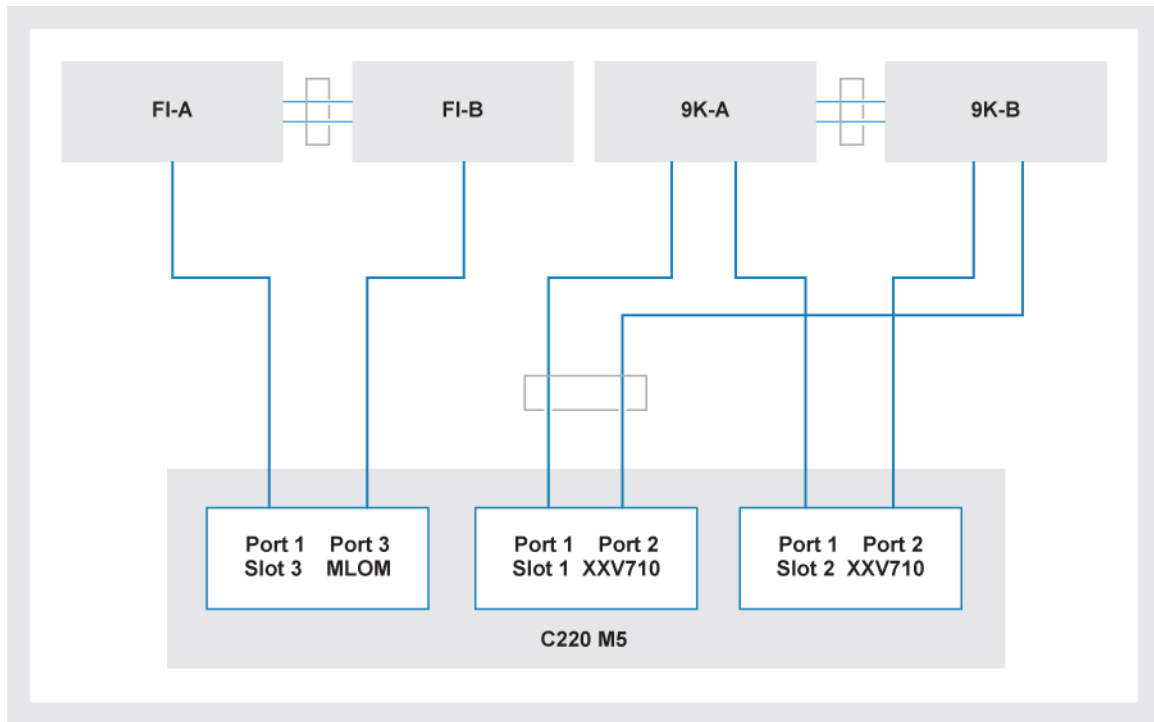 FI-A
FI-B
9K-A
9K-B
Port 1 Port 3
Slot 3 MLOM
Port 1 Port 2
Slot 1 XXV710
Port 1 Port 2
Slot 2 XXV710
C220 M5